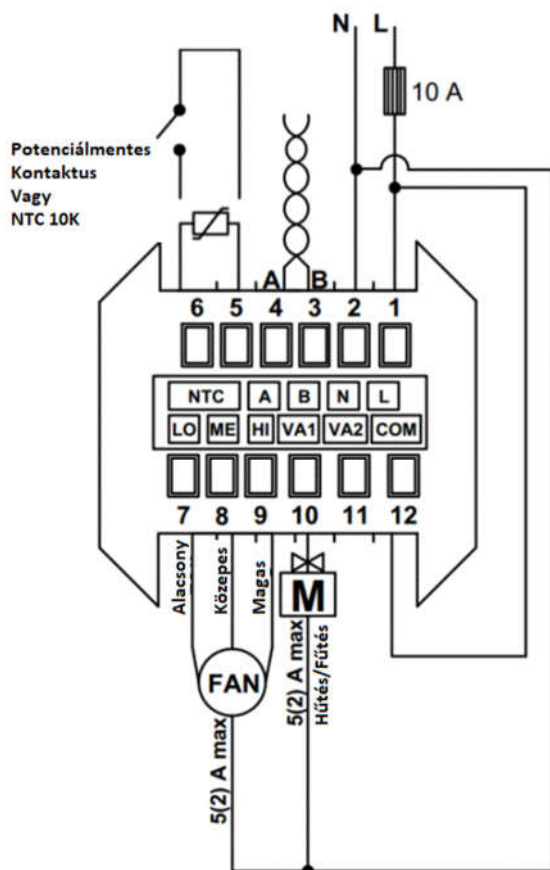 N L
10 A
Potenciálmentes
Kontaktus
Vagy
NTC 10K
A B
6 5 4 3 2 1
NTC A B N L
LO ME HI VA1 VA2 COM
7 8 9 10 11 12
Alacsony
Közepes
Magas
M
Hűtés/Fűtés
FAN
5(2) A max
5(2) A max